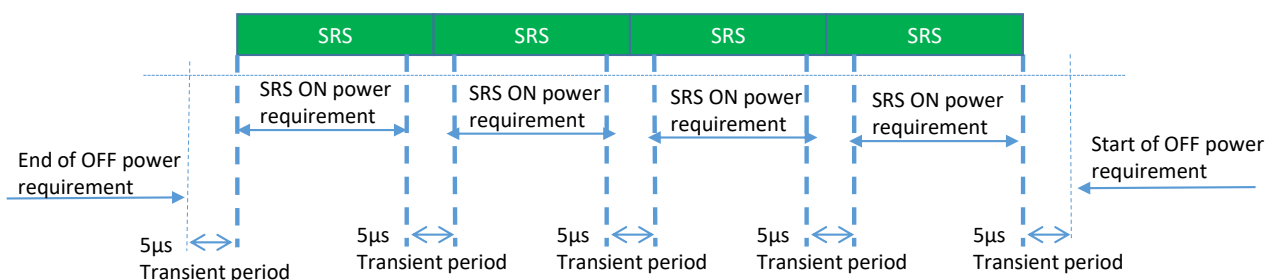 SRS
SRS
SRS
SRS
SRS ON power
requirement
SRS ON power
requirement
SRS ON power
requirement
SRS ON power
requirement
End of OFF power
requirement
Start of OFF power
requirement
5µs
Transient period
5µs
Transient period
5µs
Transient period
5µs
Transient period
5µs
Transient period